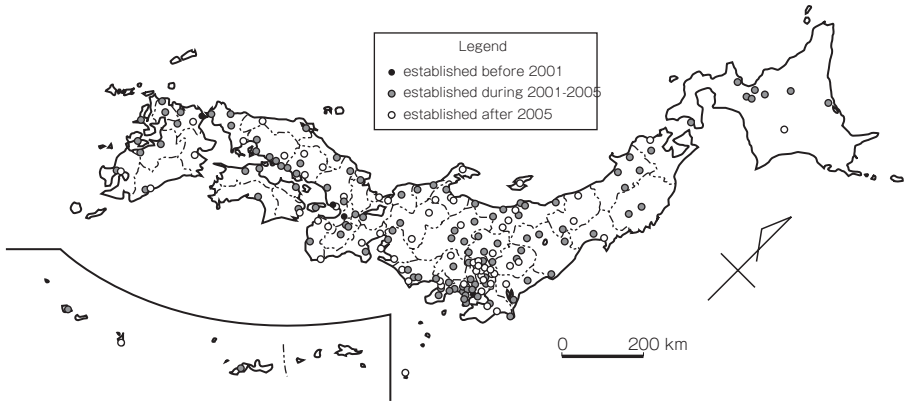 Legend
established before 2001
established during 2001-2005
established after 2005
0 200 km